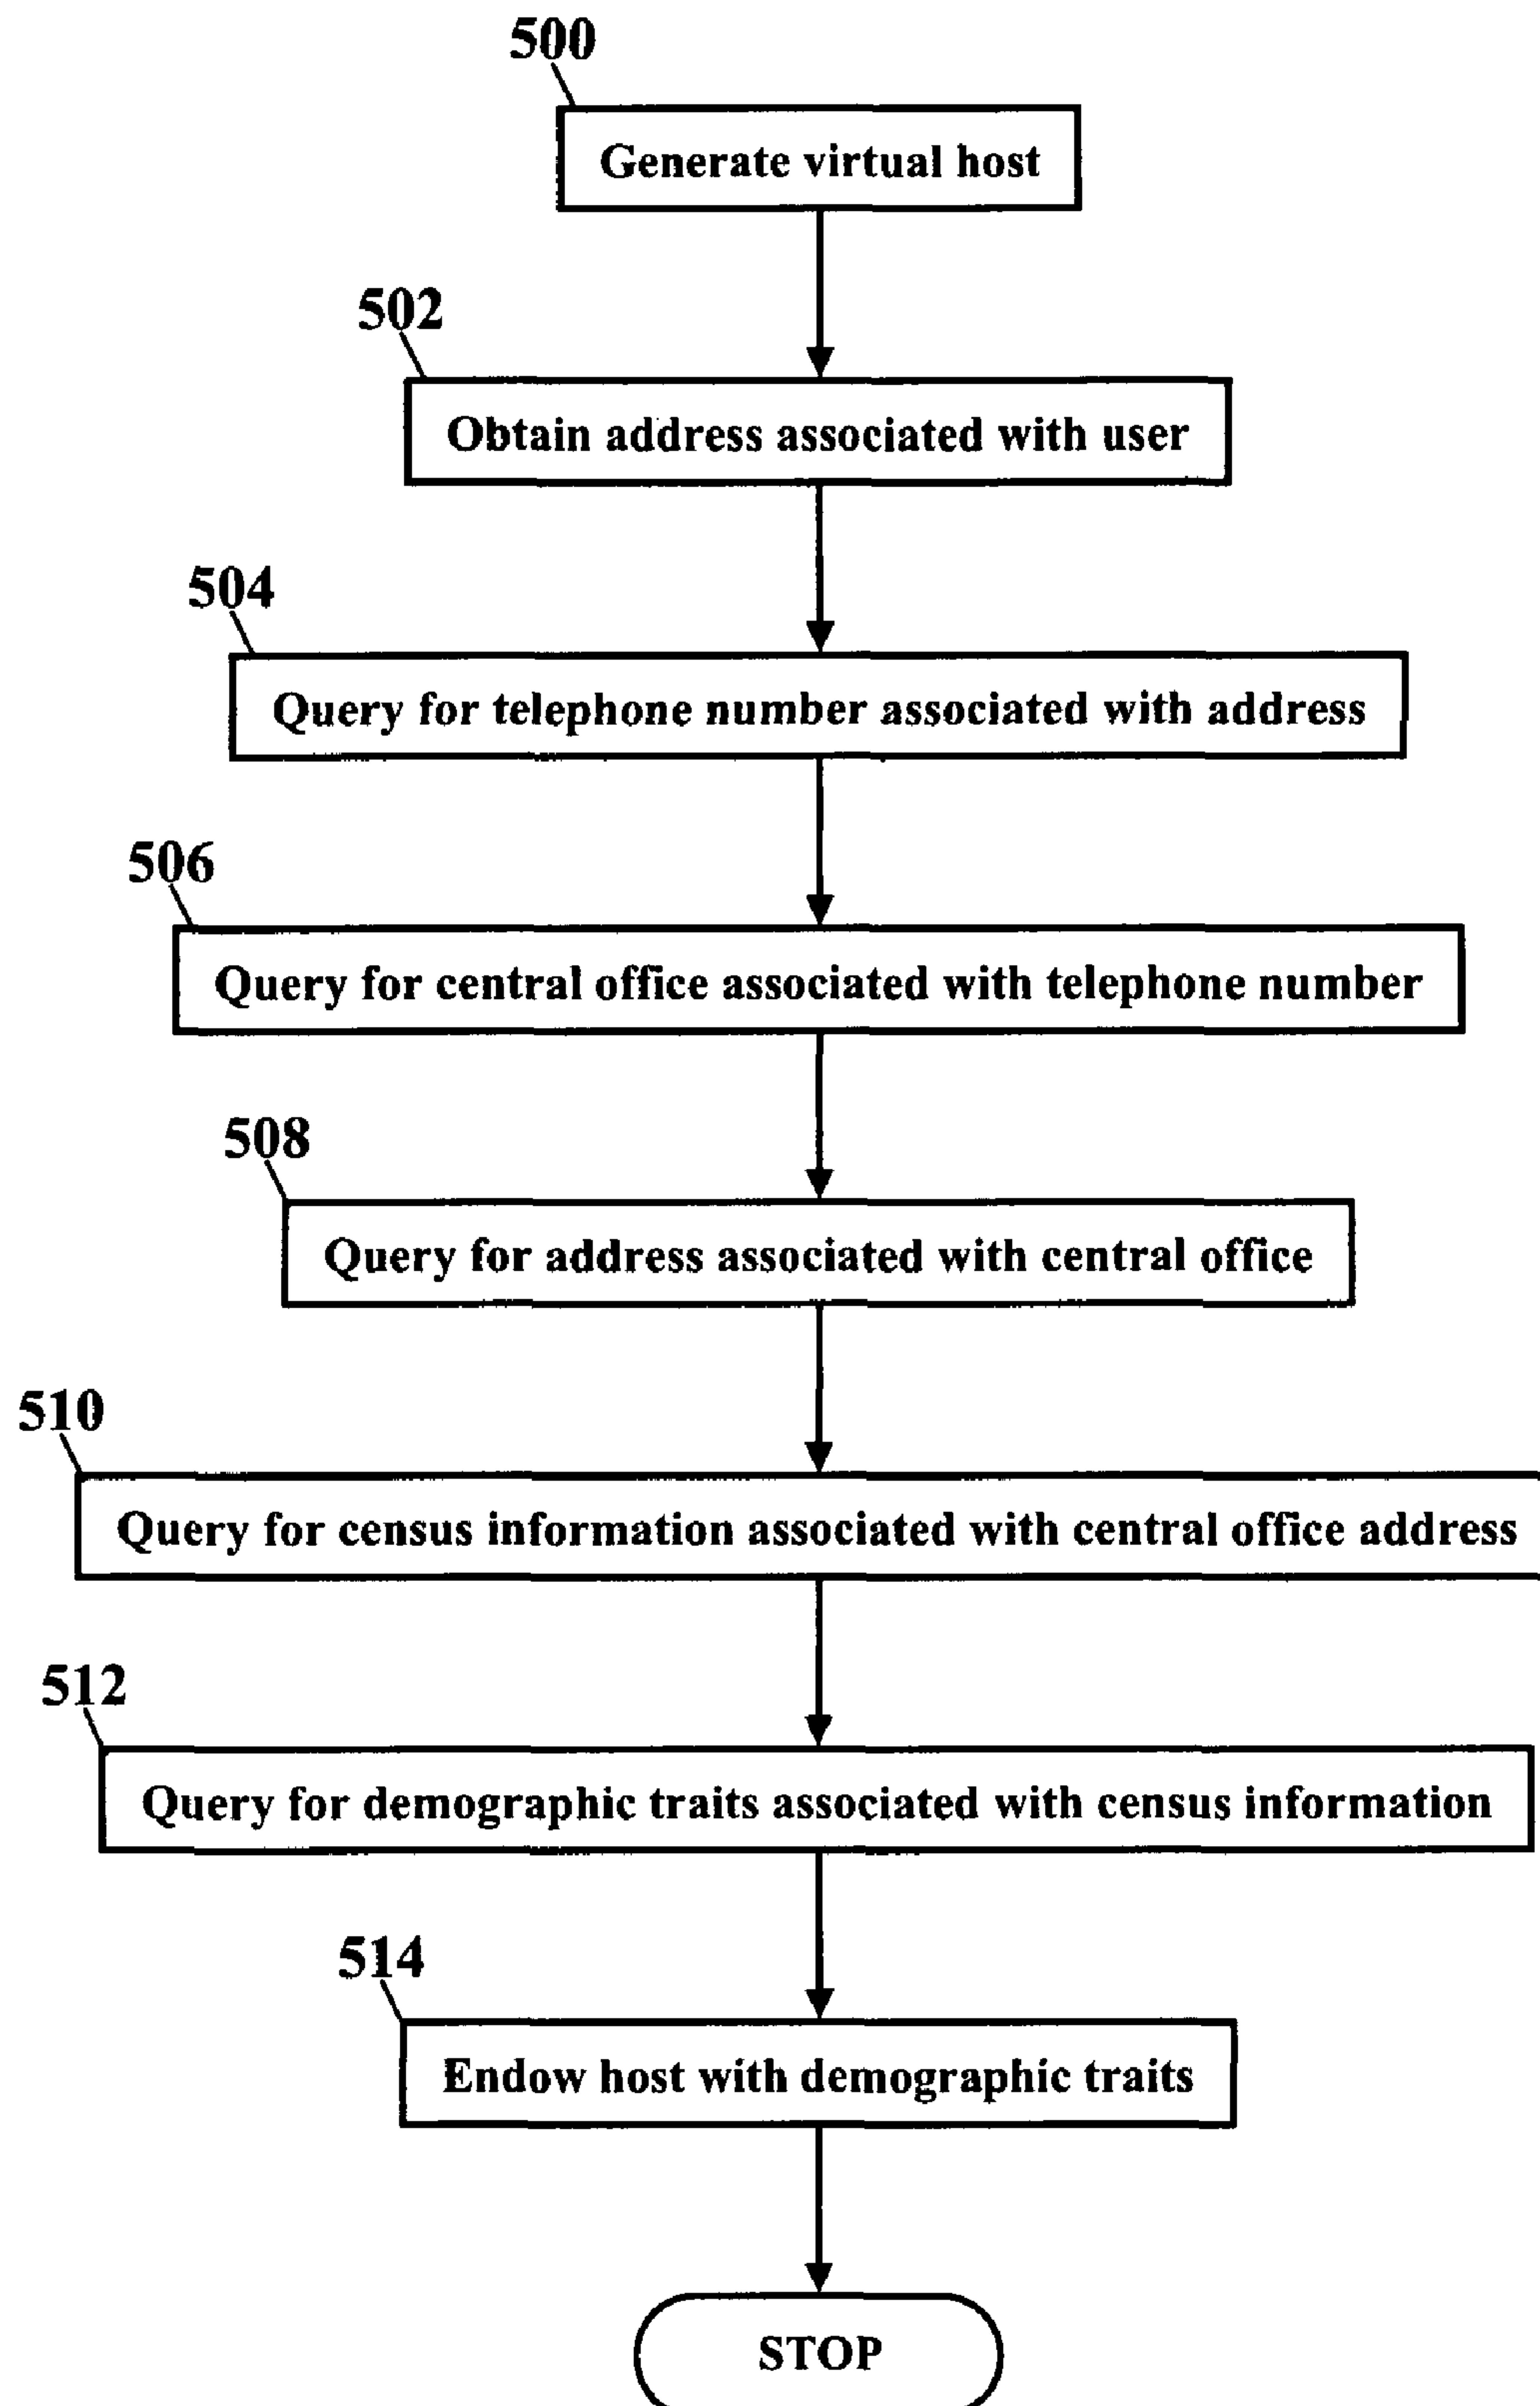 500
Generate virtual host
502
Obtain address associated with user
504
Query for telephone number associated with address
506
Query for central office associated with telephone number
508
Query for address associated with central office
510
Query for census information associated with central office address
512
Query for demographic traits associated with census information
514
Endow host with demographic traits
STOP